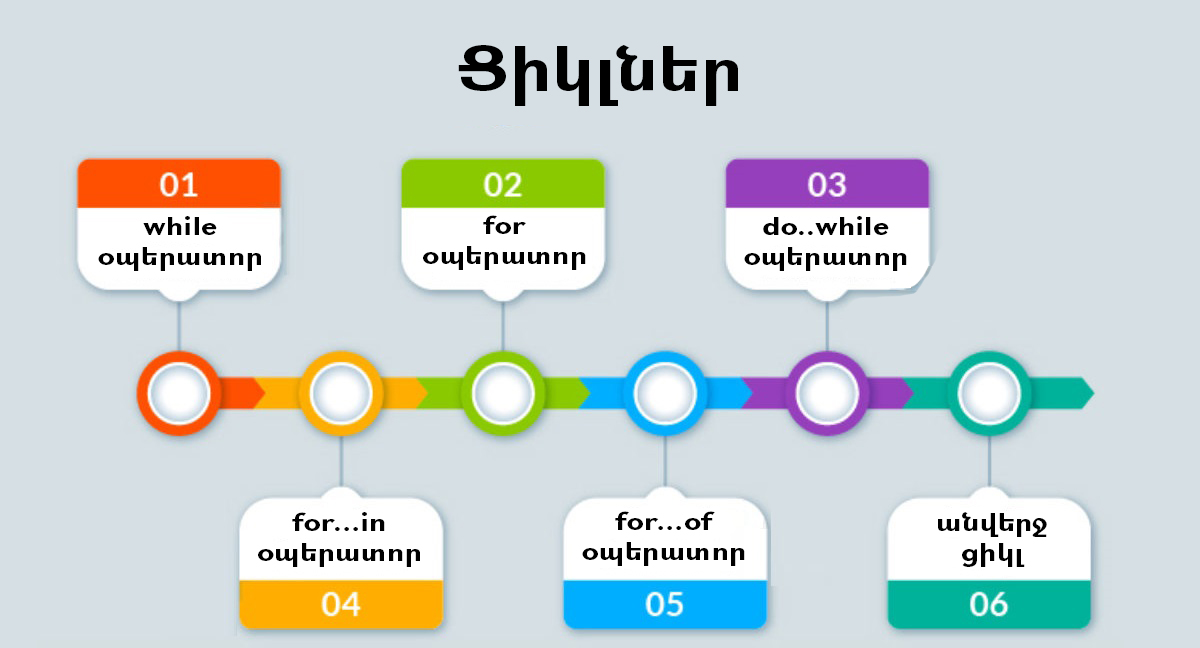 Ցիկլներ
01
while
օպերատոր
02
for
օպերատոր
03
do..while
օպերատոր
for...in
օպերատոր
04
for...of
օպերատոր
05
անվերջ
ցիկլ
06